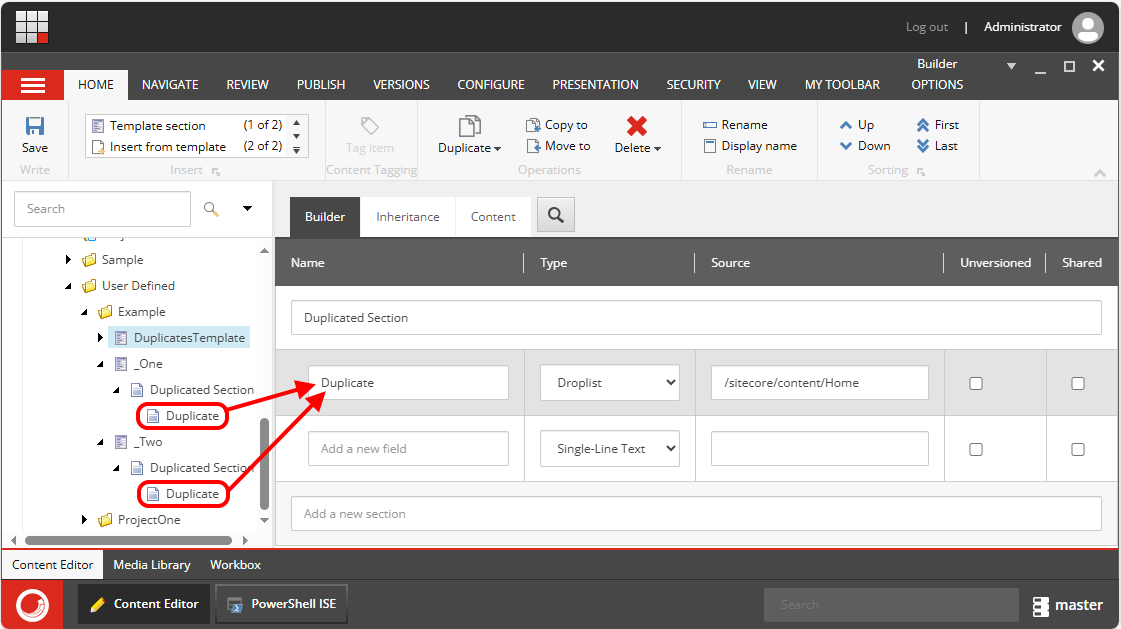 Log out | Administrator
Builder
HOME NAVIGATE REVIEW PUBLISH VERSIONS CONFIGURE PRESENTATION SECURITY VIEW MY TOOLBAR OPTIONS
Template section (1 of 2)
Insert from template (2 of 2)
Save
Write
Insert
Tag item
Content Tagging
Duplicate
Copy to
Move to
Delete
Operations
Rename
Display name
Rename
Up
Down
First
Last
Sorting
Search
Sample
User Defined
Example
DuplicatesTemplate
_One
Duplicated Section
Duplicate
_Two
Duplicated Section
Duplicate
ProjectOne
Builder Inheritance Content
Name Type Source Unversioned Shared
Duplicated Section
Duplicate Droplist /sitecore/content/Home
Add a new field Single-Line Text
Add a new section
Content Editor Media Library Workbox
Content Editor PowerShell ISE Search master